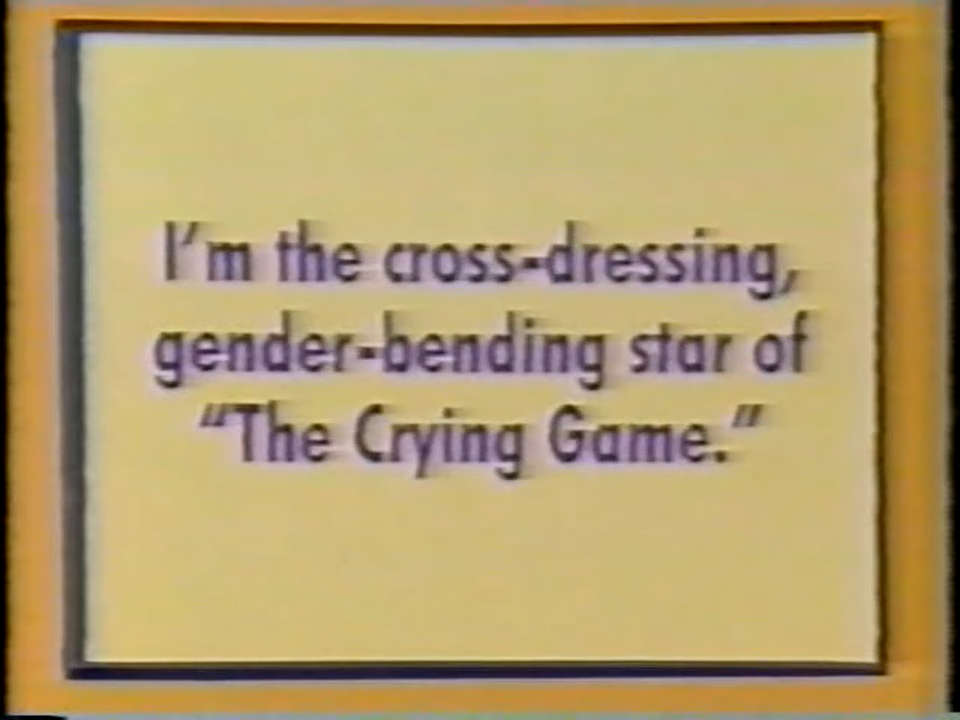 I'm the cross-dressing,
gender-bending star of
"The Crying Game."